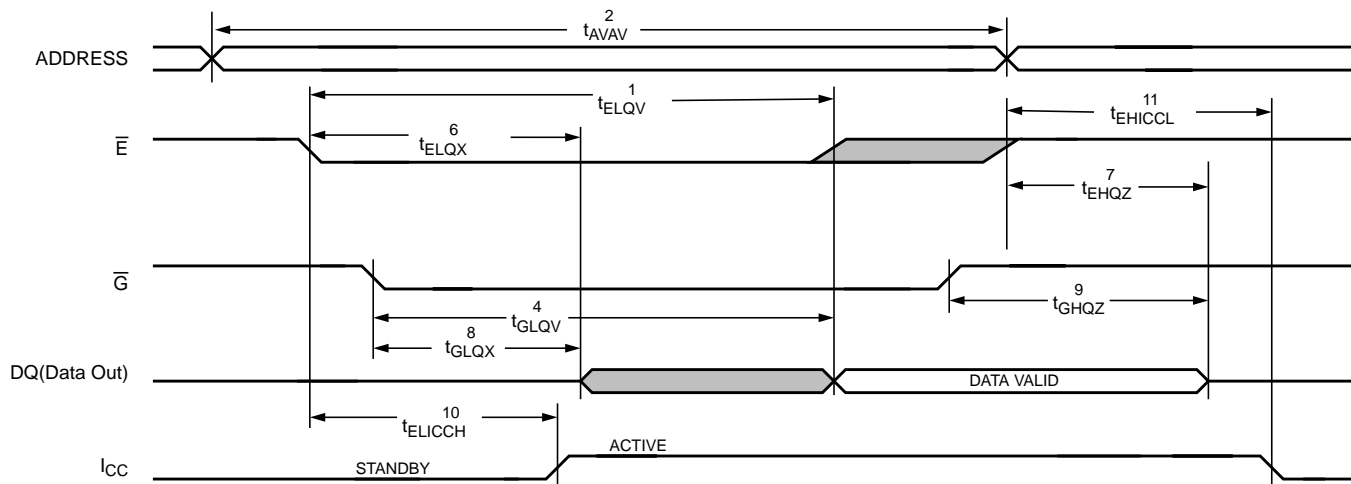 2
tAVAV
ADDRESS
1
tELQV
11
tEHICCL
6
tELQX
E
7
tEHQZ
G
9
tGHQZ
4
tGLQV
8
tGLQX
DQ(Data Out)
DATA VALID
10
tELICCH
ACTIVE
ICC
STANDBY